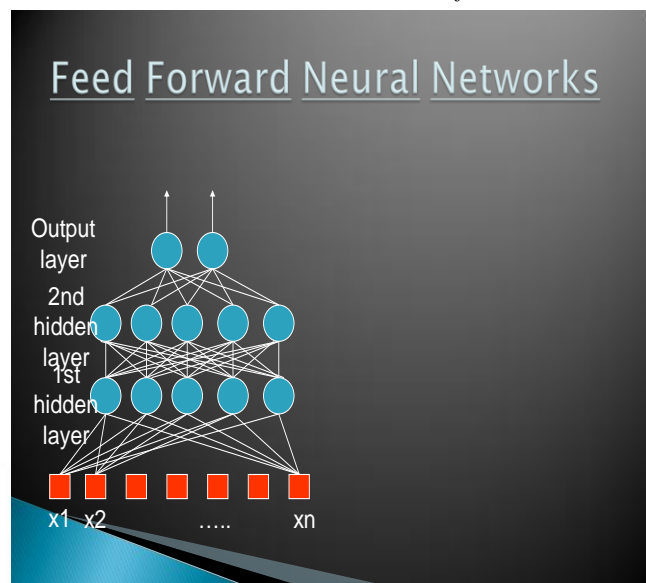 Feed Forward Neural Networks
Output
layer
2nd
hidden
layer
1st
hidden
layer
x1 x2 ..... xn